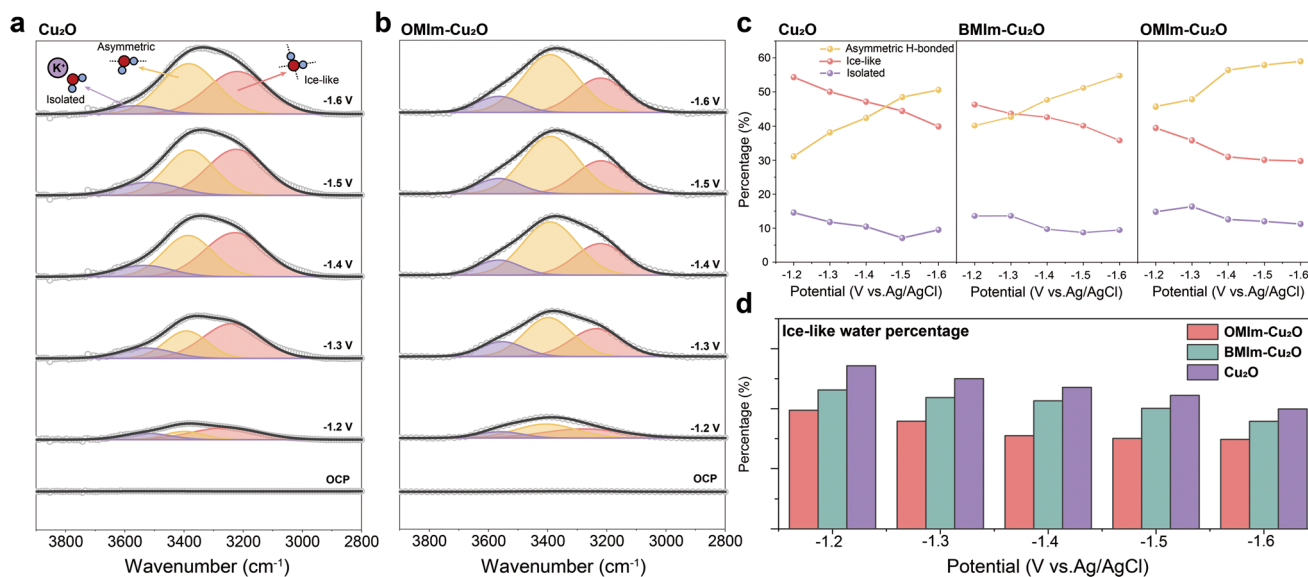 a
Cu₂O
K⁺
Isolated
Asymmetric
Ice-like
-1.6 V
-1.5 V
-1.4 V
-1.3 V
-1.2 V
OCP
3800 3600 3400 3200 3000 2800
Wavenumber (cm⁻¹)
b
OMIm-Cu₂O
-1.6 V
-1.5 V
-1.4 V
-1.3 V
-1.2 V
OCP
3800 3600 3400 3200 3000 2800
Wavenumber (cm⁻¹)
c
Cu₂O BMIm-Cu₂O OMIm-Cu₂O
Asymmetric H-bonded
Ice-like
Isolated
Percentage (%)
60
50
40
30
20
10
0
-1.2 -1.3 -1.4 -1.5 -1.6 -1.2 -1.3 -1.4 -1.5 -1.6 -1.2 -1.3 -1.4 -1.5 -1.6
Potential (V vs.Ag/AgCl) Potential (V vs.Ag/AgCl) Potential (V vs.Ag/AgCl)
d
Ice-like water percentage
OMIm-Cu₂O
BMIm-Cu₂O
Cu₂O
Percentage (%)
-1.2 -1.3 -1.4 -1.5 -1.6
Potential (V vs.Ag/AgCl)